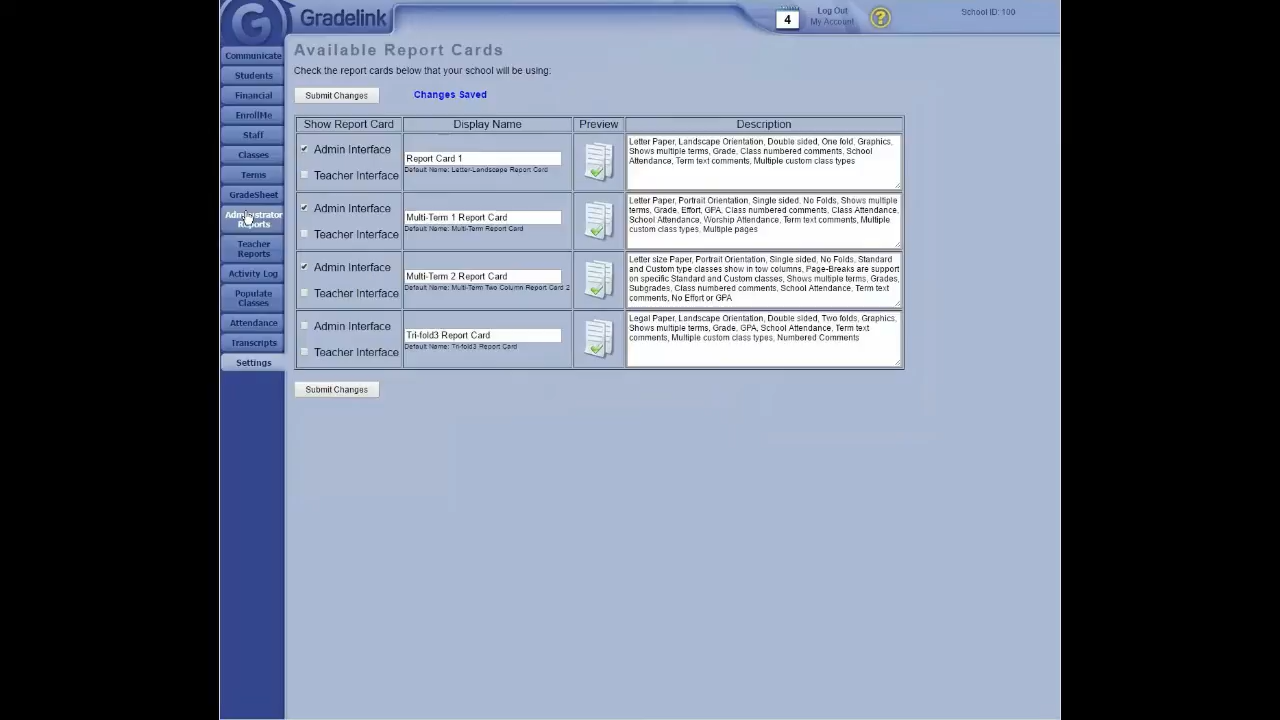 Gradelink
4
Log Out
My Account
?
School ID: 100
Communicate
Students
Financial
EnrollMe
Staff
Classes
Terms
GradeSheet
Administrator
Reports
Teacher
Reports
Activity Log
Populate
Classes
Attendance
Transcripts
Settings
Available Report Cards
Check the report cards below that your school will be using:
Submit Changes
Changes Saved
Show Report Card
Display Name
Preview
Description
Admin Interface
Teacher Interface
Report Card 1
Default Name: Letter-Landscape Report Card
Letter Paper, Landscape Orientation, Double sided, One fold, Graphics,
Shows multiple terms, Grade, Class numbered comments, School
Attendance, Term text comments, Multiple custom class types
Admin Interface
Teacher Interface
Multi-Term 1 Report Card
Default Name: Multi-Term Report Card
Letter Paper, Portrait Orientation, Single sided, No Folds, Shows multiple
terms, Grade, Effort, GPA, Class numbered comments, Class Attendance,
School Attendance, Worship Attendance, Term text comments, Multiple
custom class types, Multiple pages
Admin Interface
Teacher Interface
Multi-Term 2 Report Card
Default Name: Multi-Term Two Column Report Card 2
Letter size Paper, Portrait Orientation, Single sided, No Folds, Standard
and Custom type classes show in tow columns, Page-Breaks are support
on specific Standard and Custom classes, Shows multiple terms, Grades,
Subgrades, Class numbered comments, School Attendance, Term text
comments, No Effort or GPA
Admin Interface
Teacher Interface
Tri-fold3 Report Card
Default Name: Tri-fold3 Report Card
Legal Paper, Landscape Orientation, Double sided, Two folds, Graphics,
Shows multiple terms, Grade, GPA, School Attendance, Term text
comments, Multiple custom class types, Numbered Comments
Submit Changes